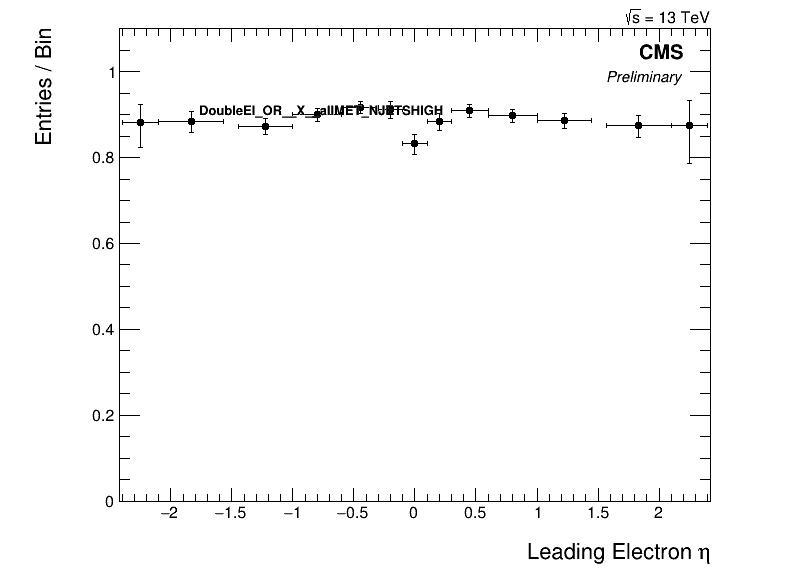 √s = 13 TeV
CMS
Preliminary
Entries / Bin
DoubleEl_OR__X__allMET_NJETSHIGH
1
0.8
0.6
0.4
0.2
0
−2 −1.5 −1 −0.5 0 0.5 1 1.5 2
Leading Electron η